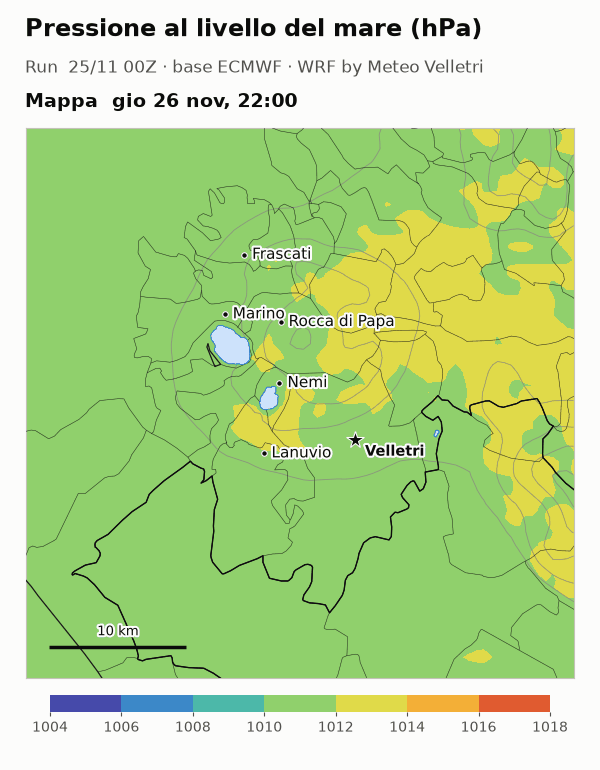 Pressione al livello del mare (hPa)
Run 25/11 00Z · base ECMWF · WRF by Meteo Velletri
Mappa gio 26 nov, 22:00
Frascati
Marino
Rocca di Papa
Nemi
Velletri
Lanuvio
10 km
1004 1006 1008 1010 1012 1014 1016 1018